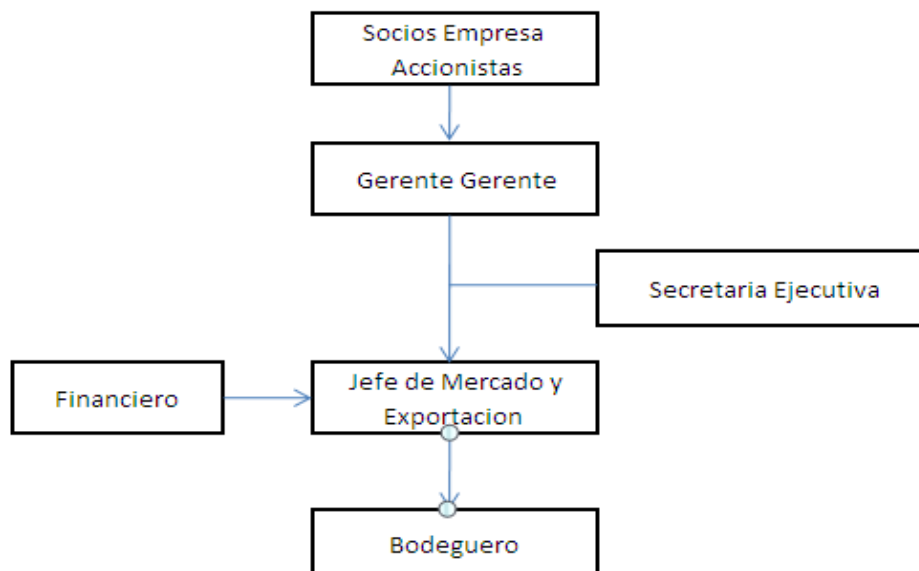 Socios Empresa
Accionistas
Gerente Gerente
Secretaria Ejecutiva
Financiero
Jefe de Mercado y
Exportacion
Bodeguero